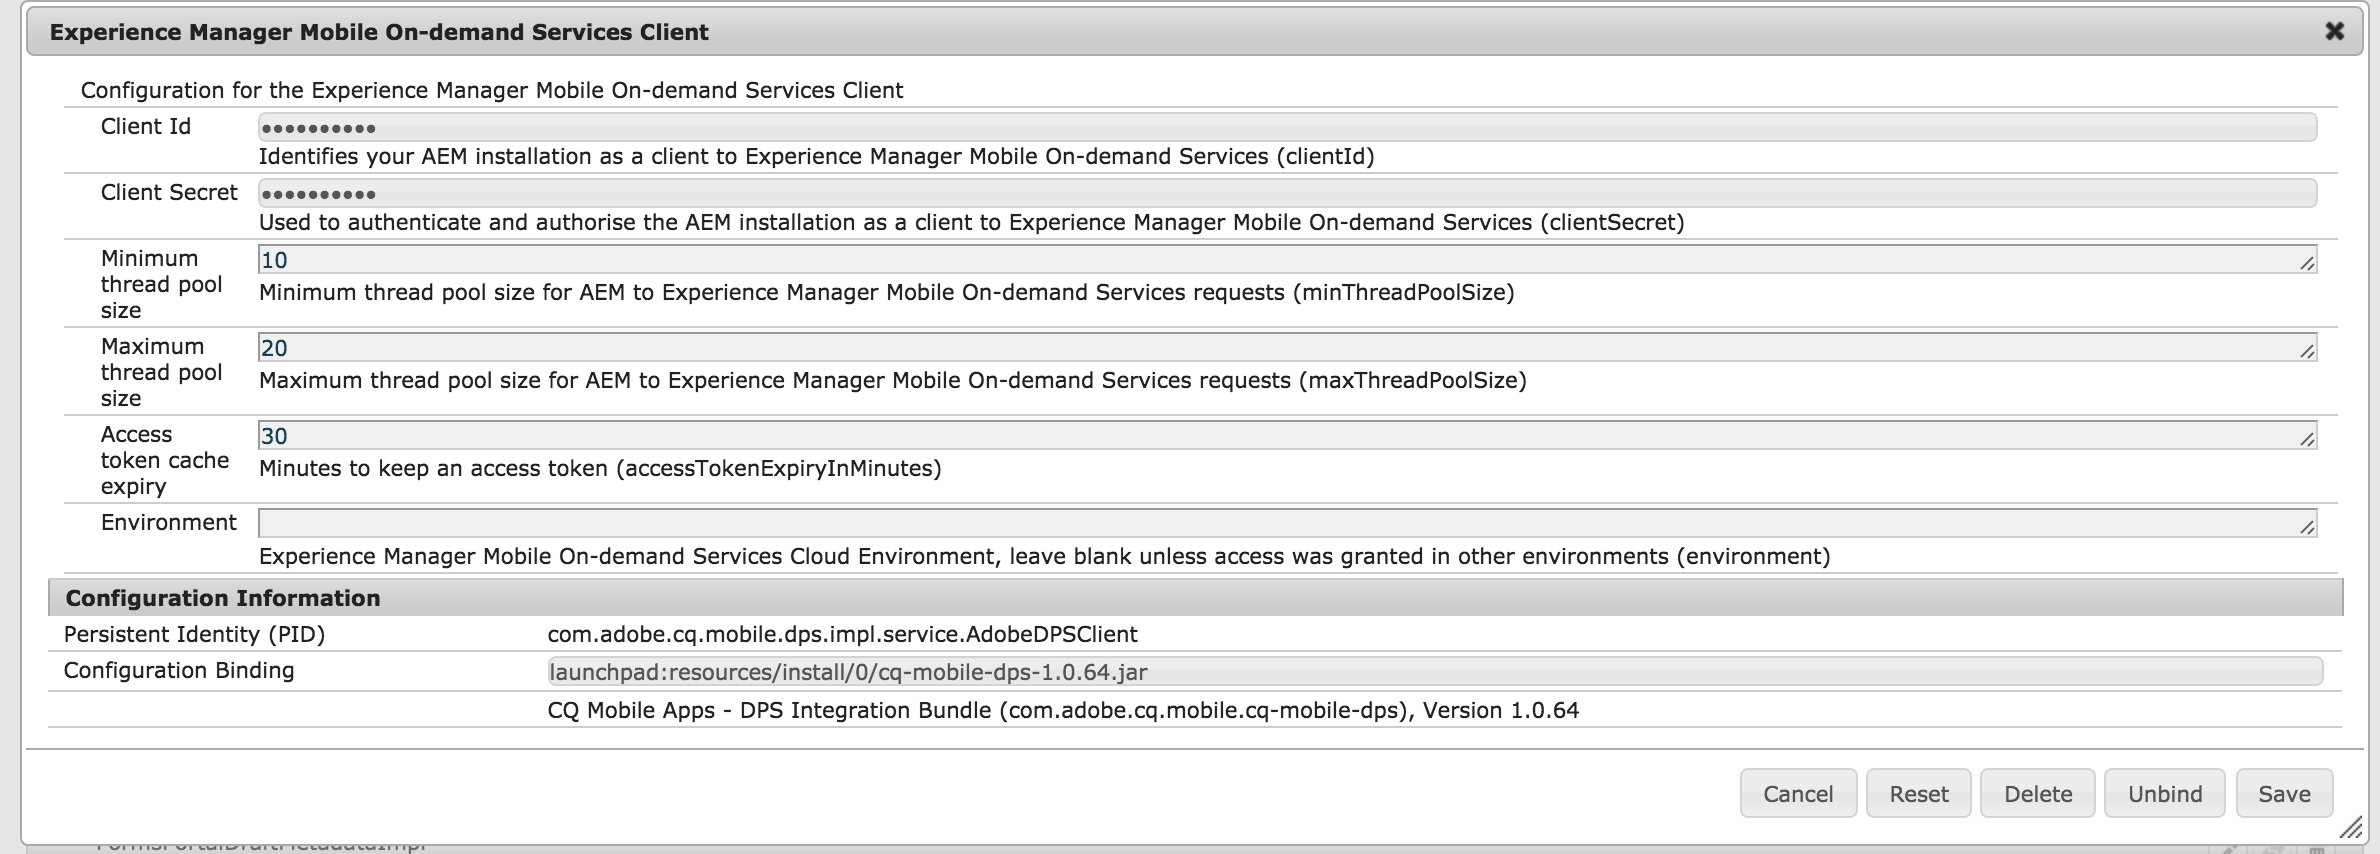 Experience Manager Mobile On-demand Services Client
Configuration for the Experience Manager Mobile On-demand Services Client
Client Id
••••••••••
Identifies your AEM installation as a client to Experience Manager Mobile On-demand Services (clientId)
Client Secret
••••••••••
Used to authenticate and authorise the AEM installation as a client to Experience Manager Mobile On-demand Services (clientSecret)
Minimum
thread pool
size
10
Minimum thread pool size for AEM to Experience Manager Mobile On-demand Services requests (minThreadPoolSize)
Maximum
thread pool
size
20
Maximum thread pool size for AEM to Experience Manager Mobile On-demand Services requests (maxThreadPoolSize)
Access
token cache
expiry
30
Minutes to keep an access token (accessTokenExpiryInMinutes)
Environment
Experience Manager Mobile On-demand Services Cloud Environment, leave blank unless access was granted in other environments (environment)
Configuration Information
Persistent Identity (PID) com.adobe.cq.mobile.dps.impl.service.AdobeDPSClient
Configuration Binding launchpad:resources/install/0/cq-mobile-dps-1.0.64.jar
CQ Mobile Apps - DPS Integration Bundle (com.adobe.cq.mobile.cq-mobile-dps), Version 1.0.64
Cancel Reset Delete Unbind Save